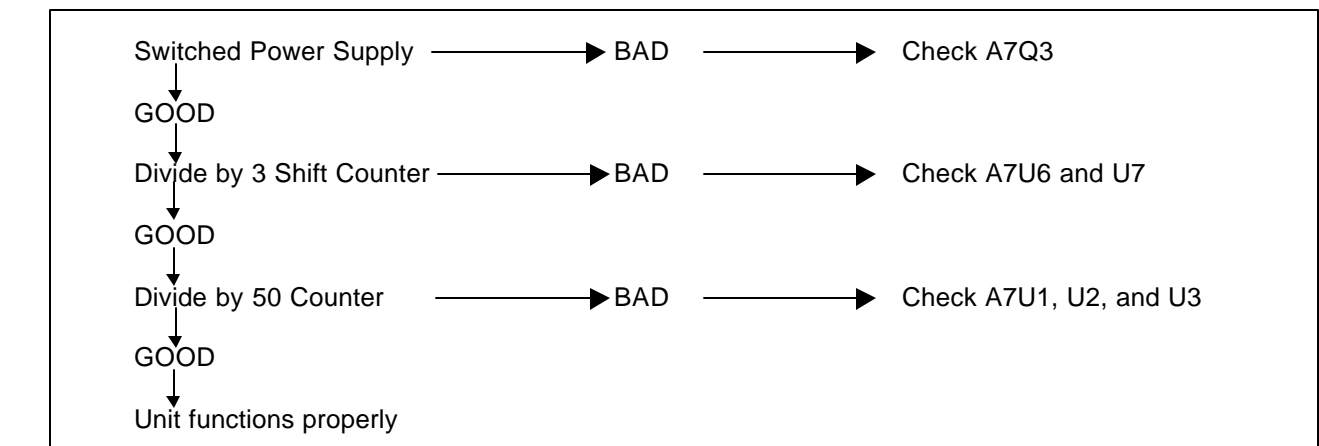 Switched Power Supply BAD Check A7Q3
GOOD
Divide by 3 Shift Counter BAD Check A7U6 and U7
GOOD
Divide by 50 Counter BAD Check A7U1, U2, and U3
GOOD
Unit functions properly